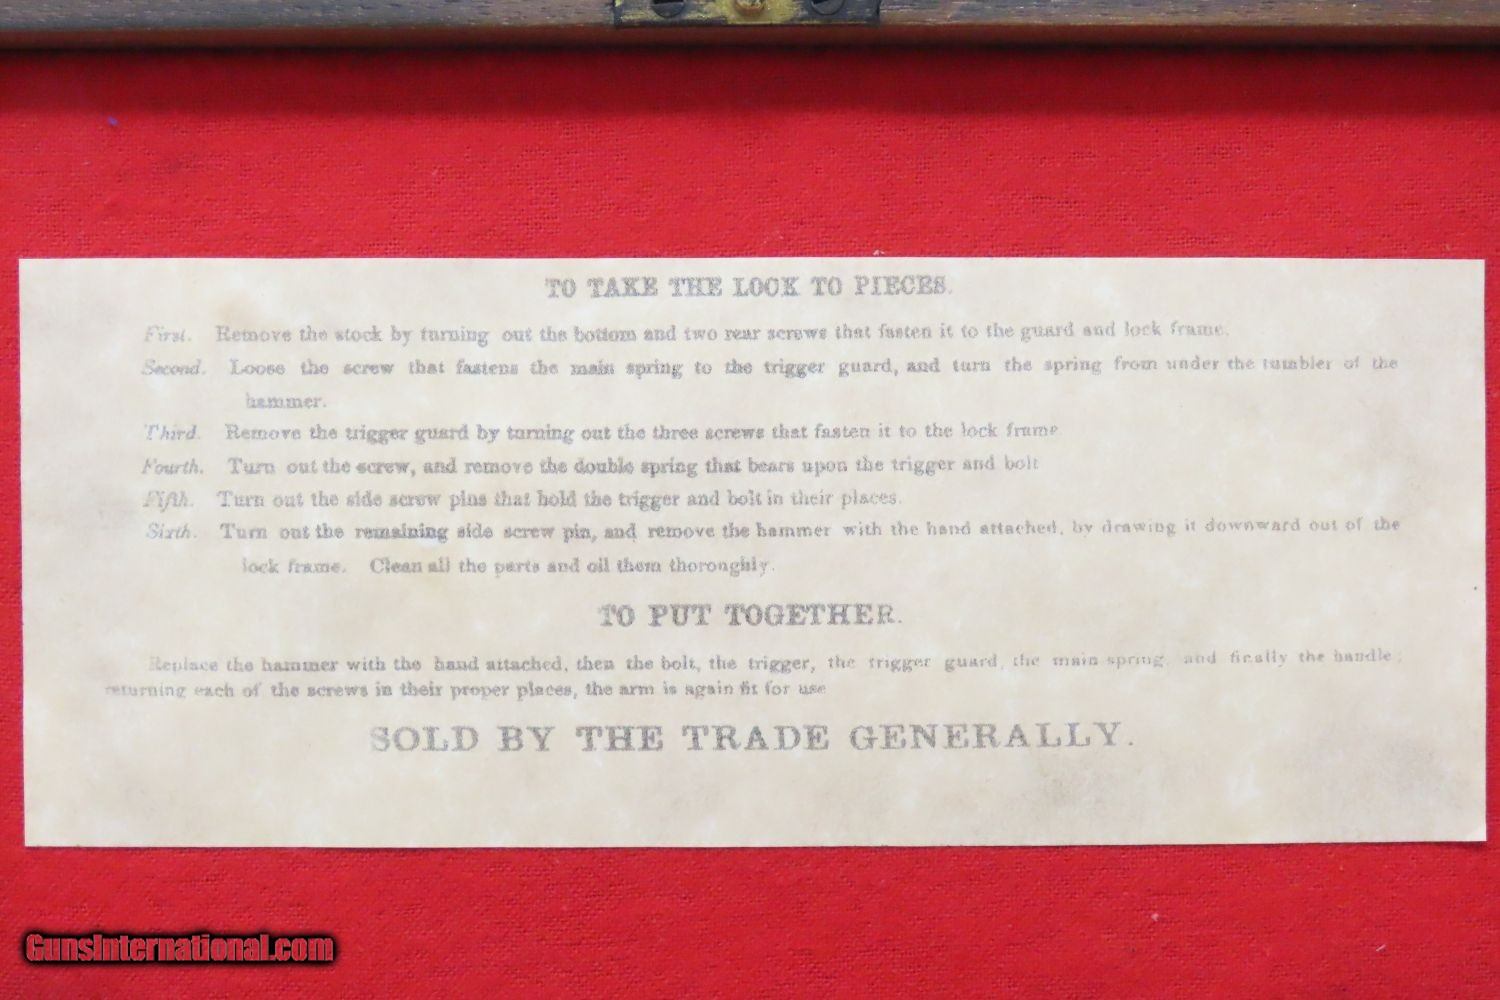 TO TAKE THE LOCK TO PIECES.
First. Remove the stock by turning out the bottom and two rear screws that fasten it to the guard and lock frame.
Second. Loose the screw that fastens the main spring to the trigger guard, and turn the spring from under the tumbler of the
hammer.
Third. Remove the trigger guard by turning out the three screws that fasten it to the lock frame.
Fourth. Turn out the screw, and remove the double spring that bears upon the trigger and bolt
Fifth. Turn out the side screw pins that hold the trigger and bolt in their places.
Sixth. Turn out the remaining side screw pin, and remove the hammer with the hand attached, by drawing it downward out of the
lock frame. Clean all the parts and oil them thoroughly.
TO PUT TOGETHER.
Replace the hammer with the hand attached, then the bolt, the trigger, the trigger guard, the main spring, and finally the handle;
returning each of the screws in their proper places, the arm is again fit for use
SOLD BY THE TRADE GENERALLY.
GunsInternational.com